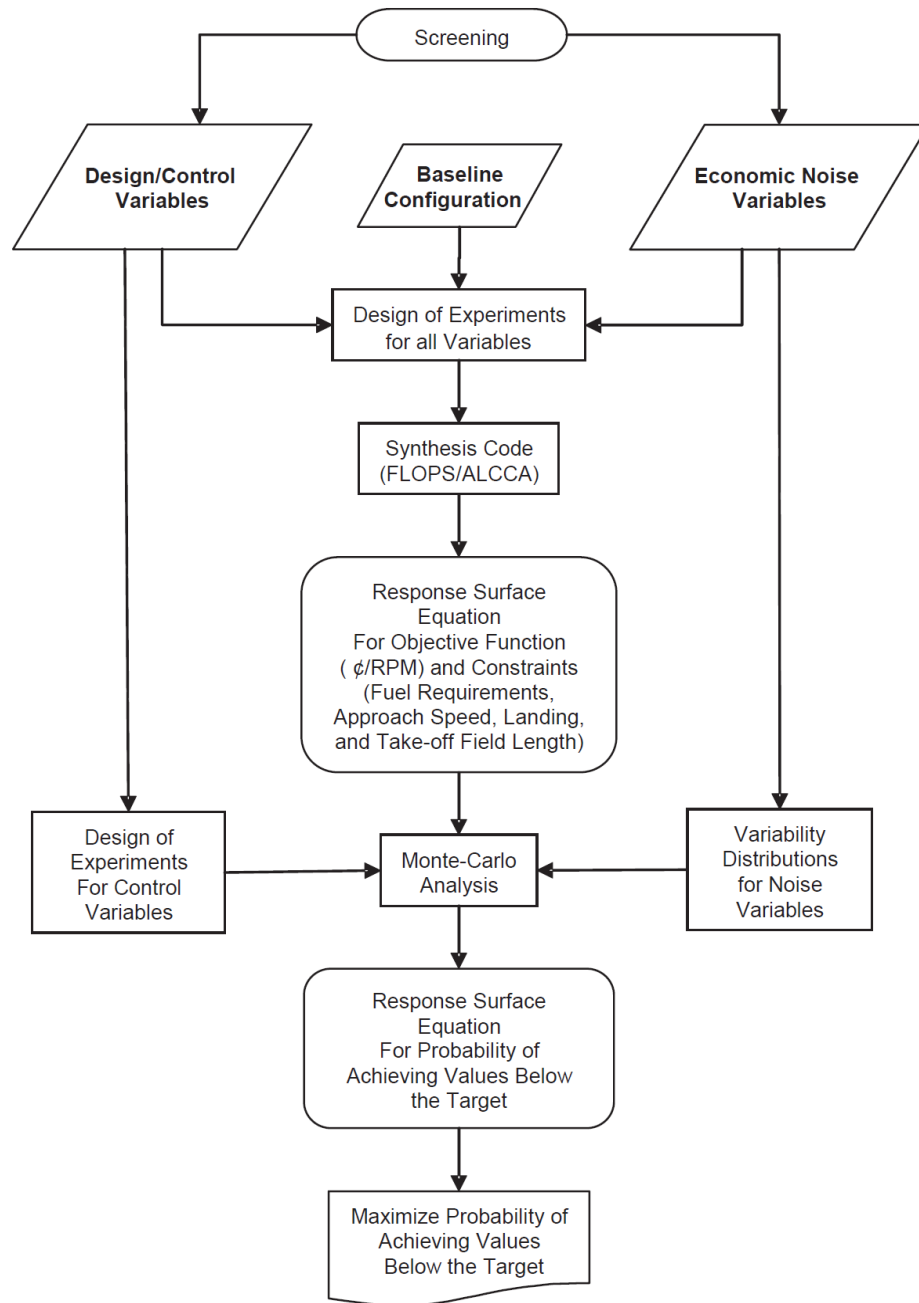 Screening
Design/Control
Variables
Baseline
Configuration
Economic Noise
Variables
Design of Experiments
for all Variables
Synthesis Code
(FLOPS/ALCCA)
Response Surface
Equation
For Objective Function
( ¢/RPM) and Constraints
(Fuel Requirements,
Approach Speed, Landing,
and Take-off Field Length)
Design of
Experiments
For Control
Variables
Monte-Carlo
Analysis
Variability
Distributions
for Noise
Variables
Response Surface
Equation
For Probability of
Achieving Values Below
the Target
Maximize Probability of
Achieving Values
Below the Target